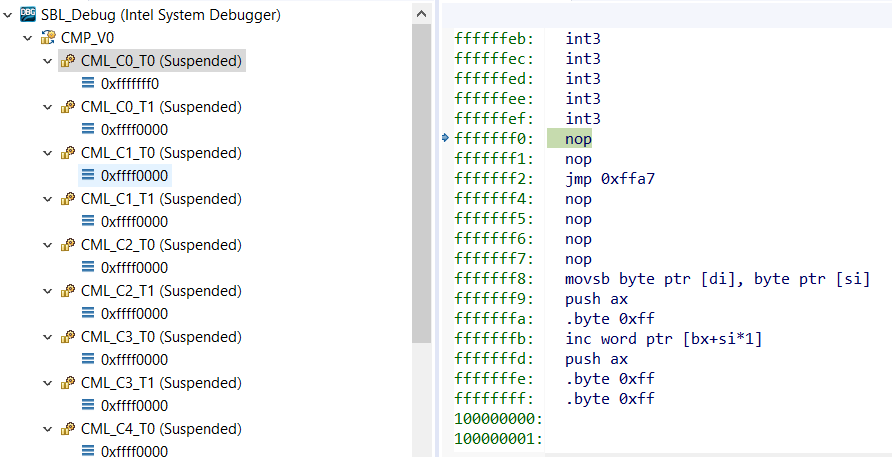 SBL_Debug (Intel System Debugger)
CMP_V0
CML_C0_T0 (Suspended)
0xfffffff0
CML_C0_T1 (Suspended)
0xffff0000
CML_C1_T0 (Suspended)
0xffff0000
CML_C1_T1 (Suspended)
0xffff0000
CML_C2_T0 (Suspended)
0xffff0000
CML_C2_T1 (Suspended)
0xffff0000
CML_C3_T0 (Suspended)
0xffff0000
CML_C3_T1 (Suspended)
0xffff0000
CML_C4_T0 (Suspended)
0xffff0000
ffffffeb: int3
ffffffec: int3
ffffffed: int3
ffffffee: int3
ffffffef: int3
fffffff0: nop
fffffff1: nop
fffffff2: jmp 0xffa7
fffffff4: nop
fffffff5: nop
fffffff6: nop
fffffff7: nop
fffffff8: movsb byte ptr [di], byte ptr [si]
fffffff9: push ax
fffffffa: .byte 0xff
fffffffb: inc word ptr [bx+si*1]
fffffffd: push ax
fffffffe: .byte 0xff
ffffffff: .byte 0xff
100000000:
100000001: